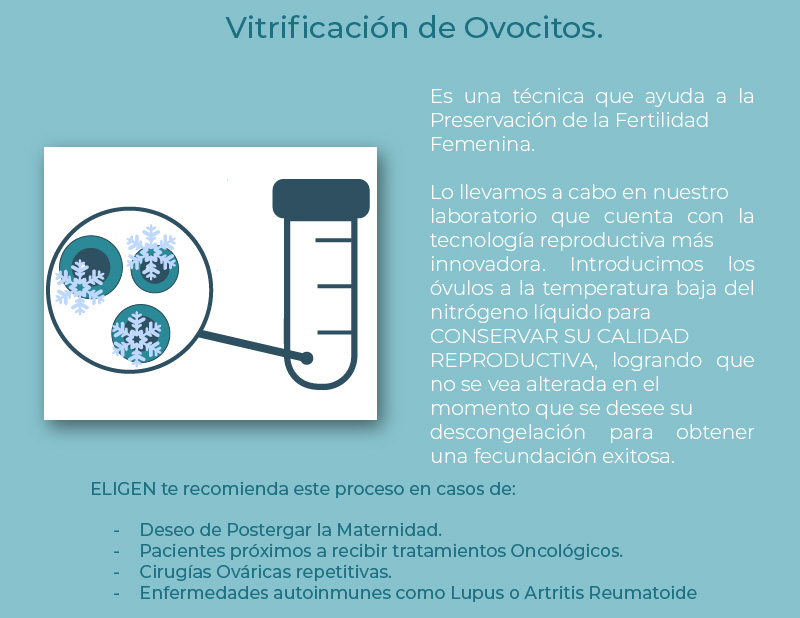 Vitrificación de Ovocitos.
Es una técnica que ayuda a la
Preservación de la Fertilidad
Femenina.
Lo llevamos a cabo en nuestro
laboratorio que cuenta con la
tecnología reproductiva más
innovadora. Introducimos los
óvulos a la temperatura baja del
nitrógeno líquido para
CONSERVAR SU CALIDAD
REPRODUCTIVA, logrando que
no se vea alterada en el
momento que se desee su
descongelación para obtener
una fecundación exitosa.
ELIGEN te recomienda este proceso en casos de:
- Deseo de Postergar la Maternidad.
- Pacientes próximos a recibir tratamientos Oncológicos.
- Cirugías Ováricas repetitivas.
- Enfermedades autoinmunes como Lupus o Artritis Reumatoide